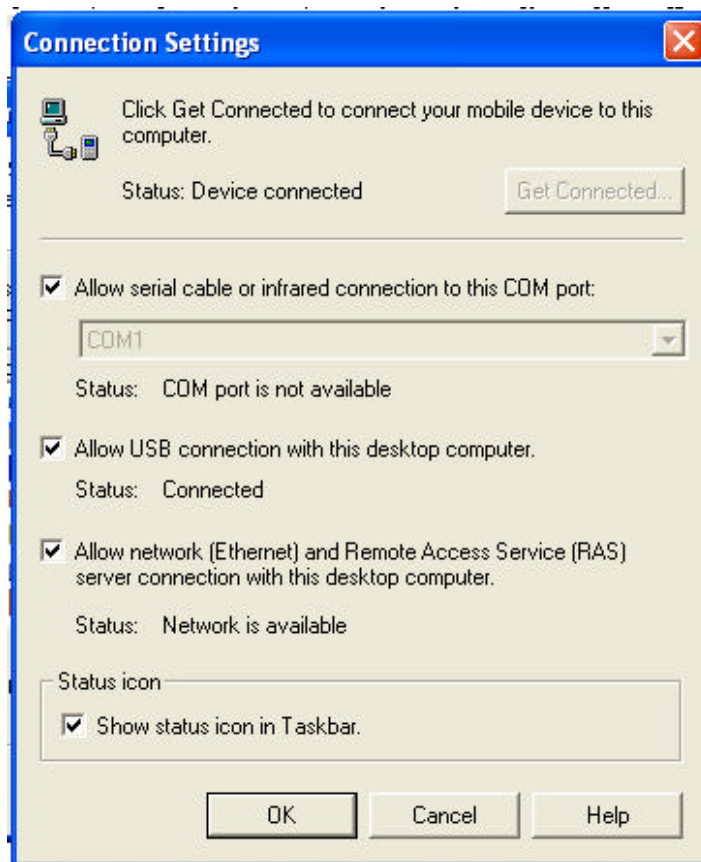 Connection Settings
Click Get Connected to connect your mobile device to this
computer.
Status: Device connected
Get Connected...
Allow serial cable or infrared connection to this COM port:
COM1
Status: COM port is not available
Allow USB connection with this desktop computer.
Status: Connected
Allow network (Ethernet) and Remote Access Service (RAS)
server connection with this desktop computer.
Status: Network is available
Status icon
Show status icon in Taskbar.
OK
Cancel
Help